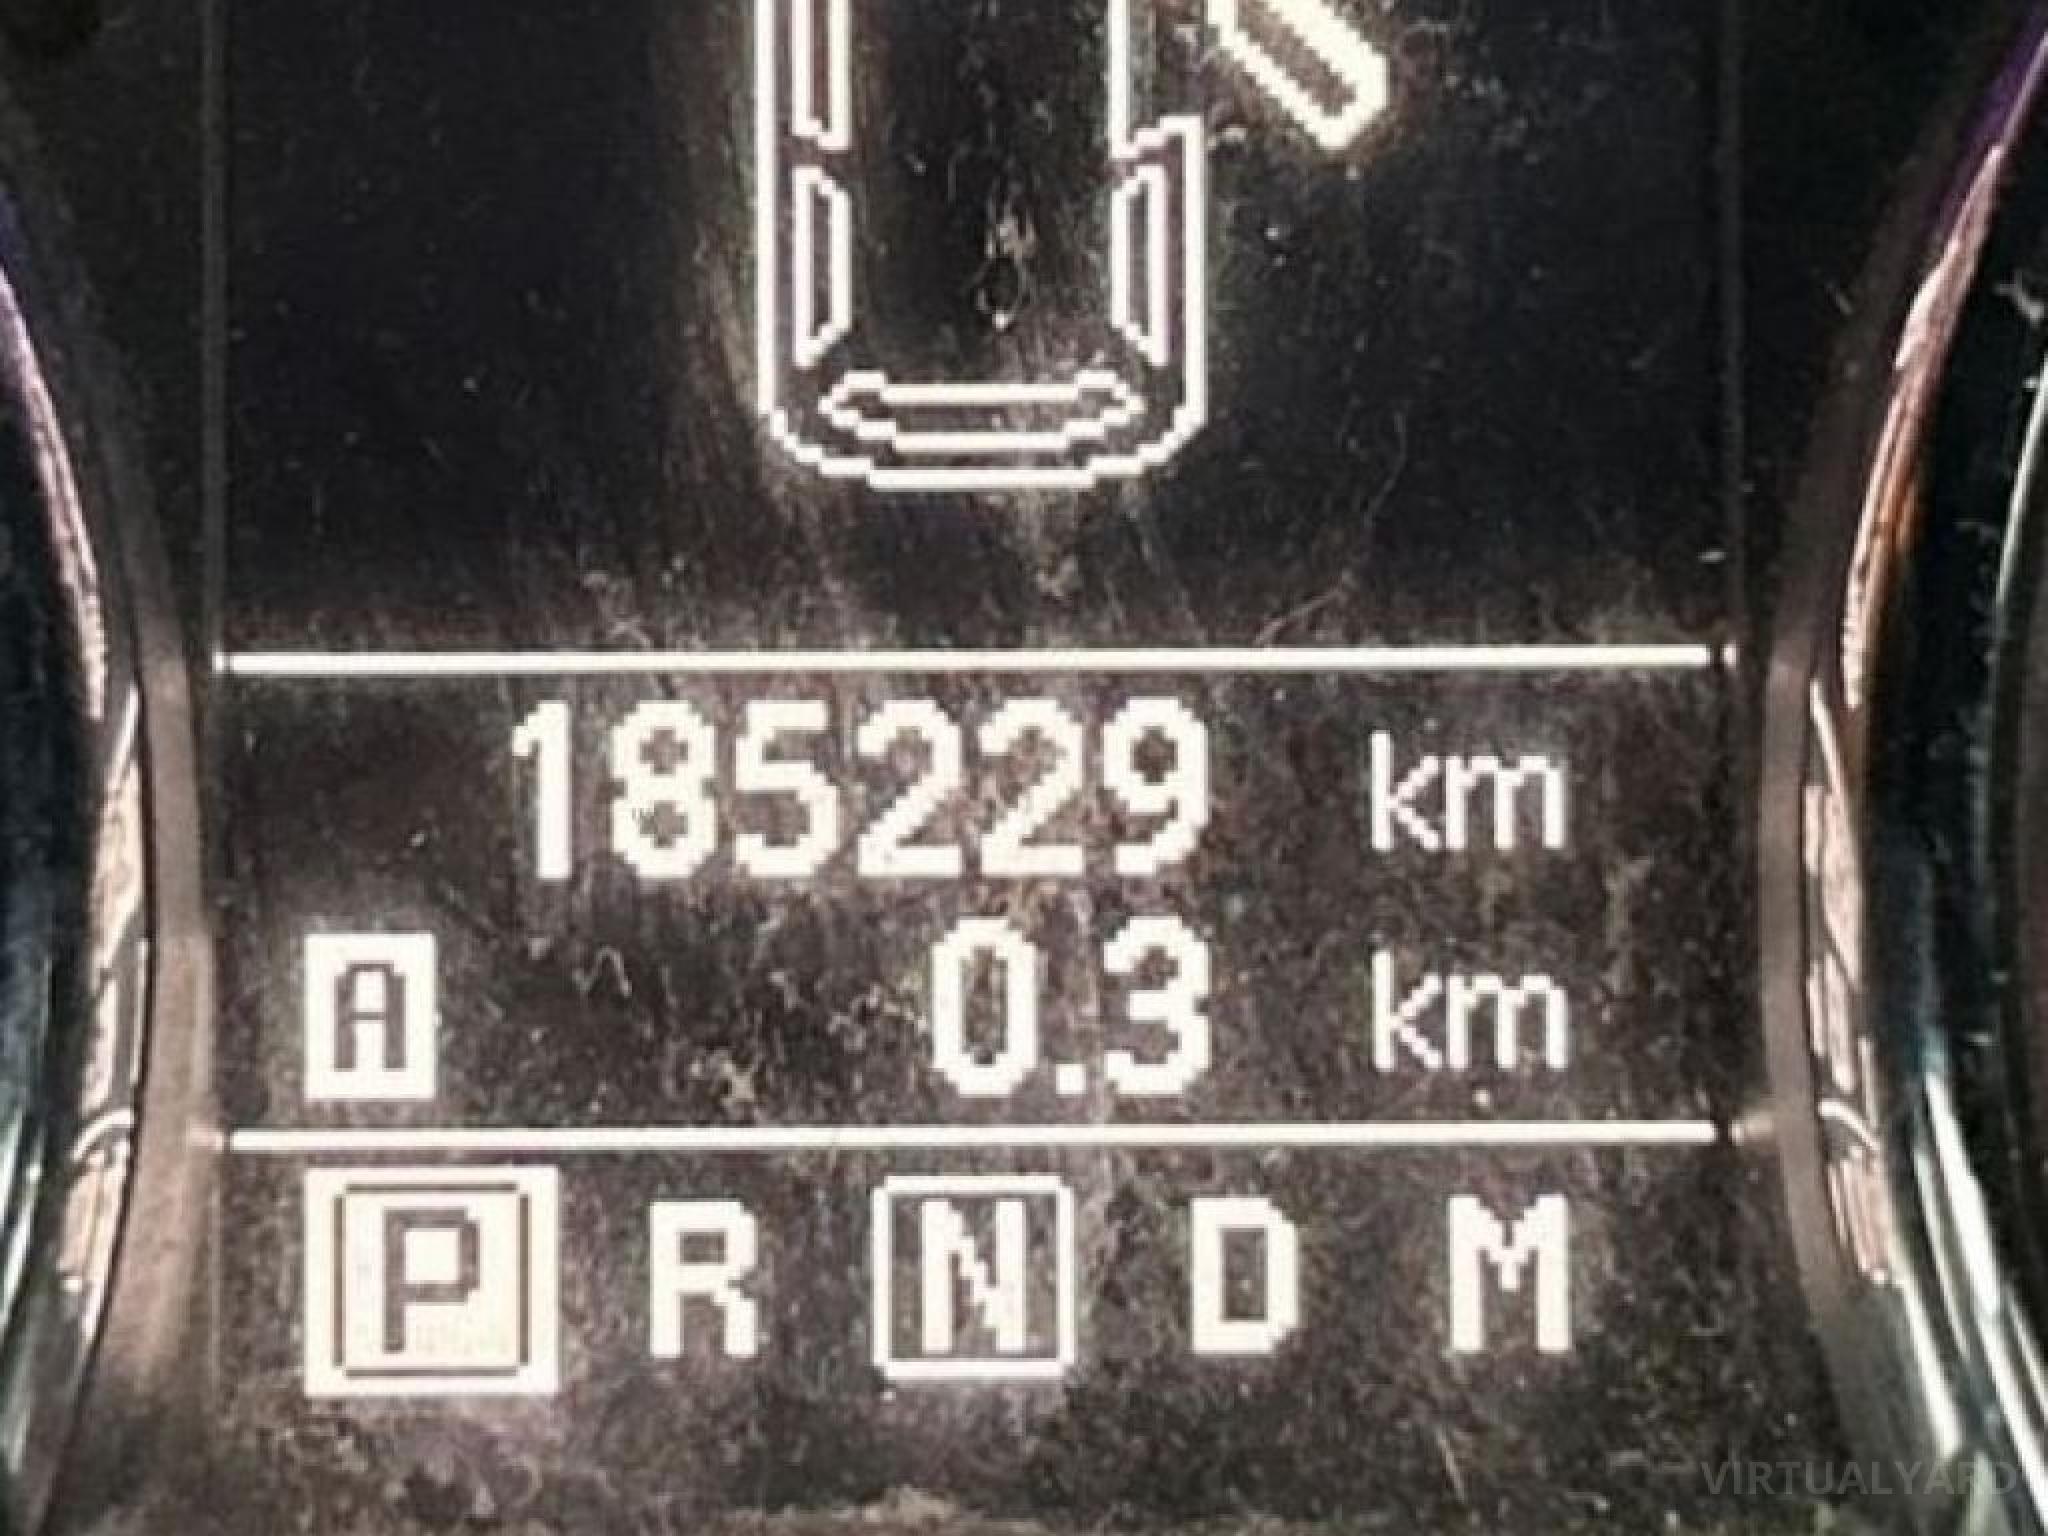 185229 km
A 0.3 km
P R N D M
VIRTUALYARD